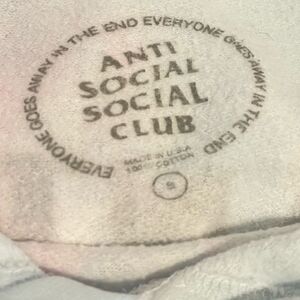 EVERYONE GOES AWAY IN THE END EVERYONE GOES AWAY IN THE END
ANTI
SOCIAL
SOCIAL
CLUB
MADE IN U.S.A
100% COTTON
S